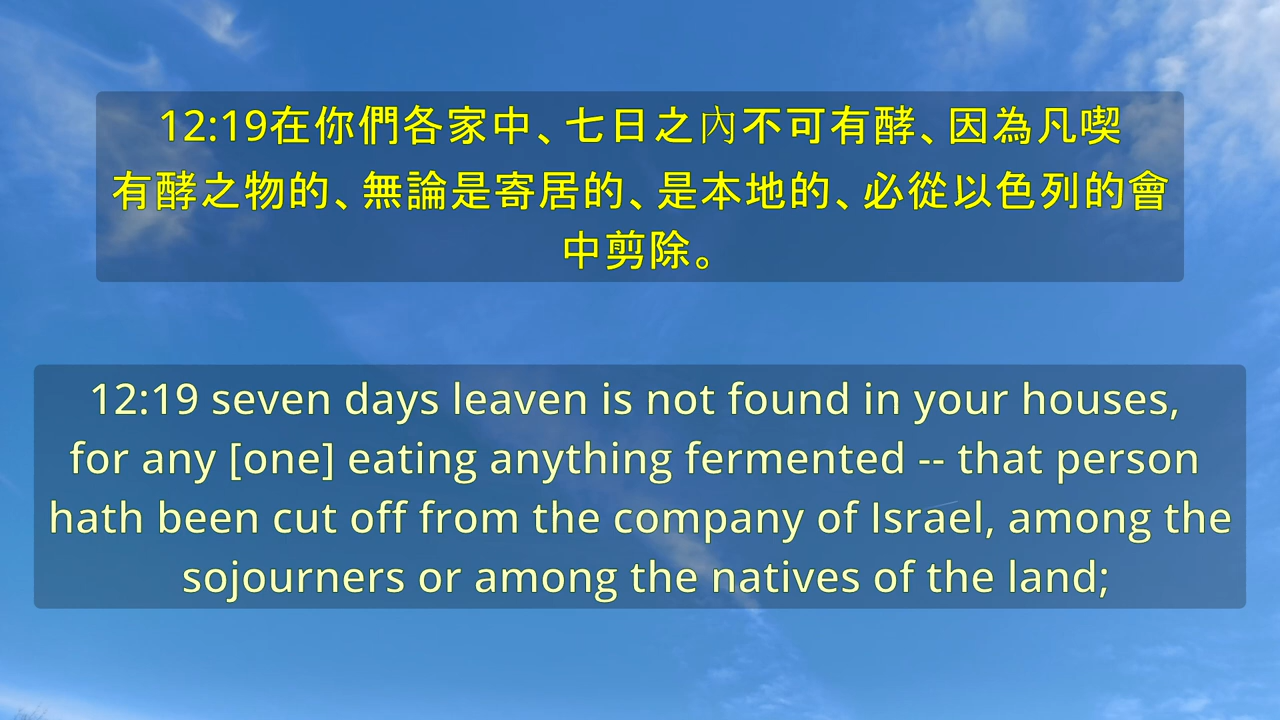 12:19在你們各家中、七日之內不可有酵、因為凡喫
有酵之物的、無論是寄居的、是本地的、必從以色列的會
中剪除。
12:19 seven days leaven is not found in your houses,
for any [one] eating anything fermented -- that person
hath been cut off from the company of Israel, among the
sojourners or among the natives of the land;